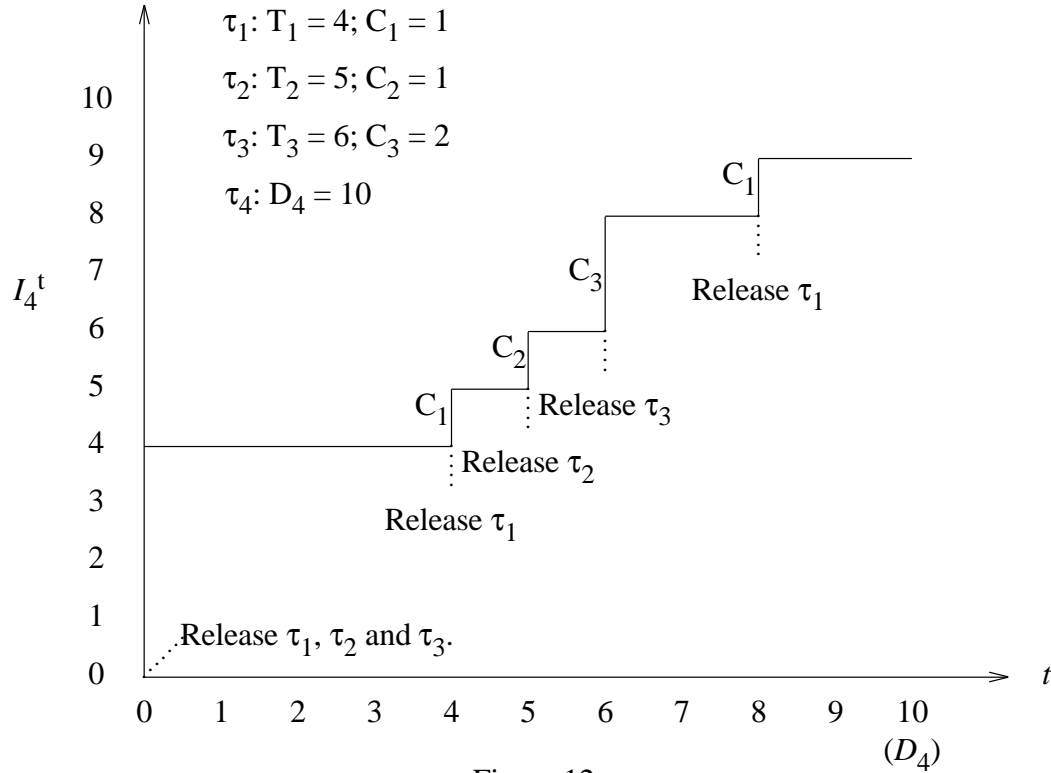 τ1: T1 = 4; C1 = 1
τ2: T2 = 5; C2 = 1
τ3: T3 = 6; C3 = 2
τ4: D4 = 10
10
9
8
7
6
5
4
3
2
1
0
I4t
C1
C3
Release τ1
C2
C1
Release τ3
Release τ2
Release τ1
Release τ1, τ2 and τ3.
t
0 1 2 3 4 5 6 7 8 9 10
(D4)